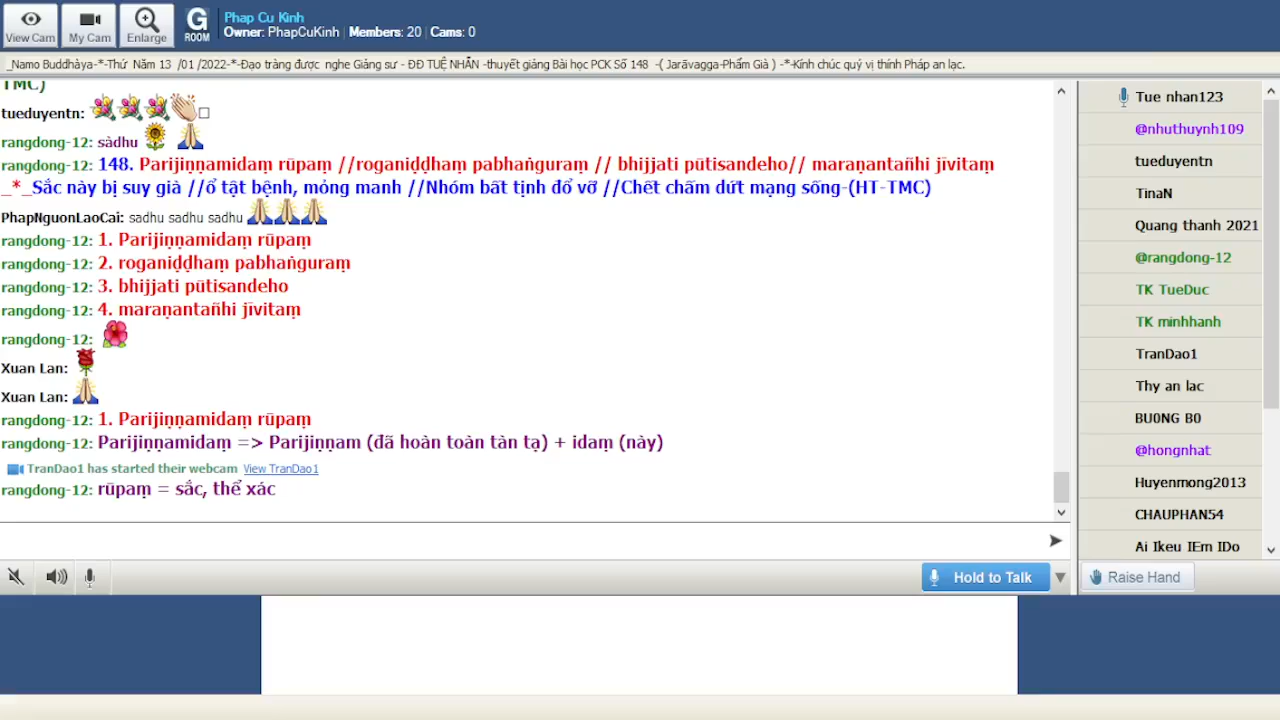 View Cam
My Cam
Enlarge
G
ROOM
Phap Cu Kinh
Owner: PhapCuKinh | Members: 20 | Cams: 0
_Namo Buddhàya-*-Thứ Năm 13 /01 /2022-*-Đạo tràng được nghe Giảng sư - ĐĐ TUỆ NHẪN -thuyết giảng Bài học PCK Số 148 -( Jarāvagga-Phẩm Già ) -*-Kính chúc quý vị thính Pháp an lạc.
TMC)
tueduyentn:
rangdong-12: sàdhu
rangdong-12: 148. Parijiṇṇamidaṃ rūpaṃ //roganiḍḍhaṃ pabhaṅguraṃ // bhijjati pūtisandeho// maraṇantañhi jīvitaṃ
_*_Sắc này bị suy già //ổ tật bệnh, mỏng manh //Nhóm bất tịnh đổ vỡ //Chết chấm dứt mạng sống-(HT-TMC)
PhapNguonLaoCai: sadhu sadhu sadhu
rangdong-12: 1. Parijiṇṇamidaṃ rūpaṃ
rangdong-12: 2. roganiḍḍhaṃ pabhaṅguraṃ
rangdong-12: 3. bhijjati pūtisandeho
rangdong-12: 4. maraṇantañhi jīvitaṃ
rangdong-12:
Xuan Lan:
Xuan Lan:
rangdong-12: 1. Parijiṇṇamidaṃ rūpaṃ
rangdong-12: Parijiṇṇamidaṃ => Parijiṇṇam (đã hoàn toàn tàn tạ) + idaṃ (này)
TranDao1 has started their webcam View TranDao1
rangdong-12: rūpaṃ = sắc, thể xác
Tue nhan123
@nhuthuynh109
tueduyentn
TinaN
Quang thanh 2021
@rangdong-12
TK TueDuc
TK minhhanh
TranDao1
Thy an lac
BU0NG B0
@hongnhat
Huyenmong2013
CHAUPHAN54
Ai Ikeu IEm IDo
Hold to Talk
Raise Hand